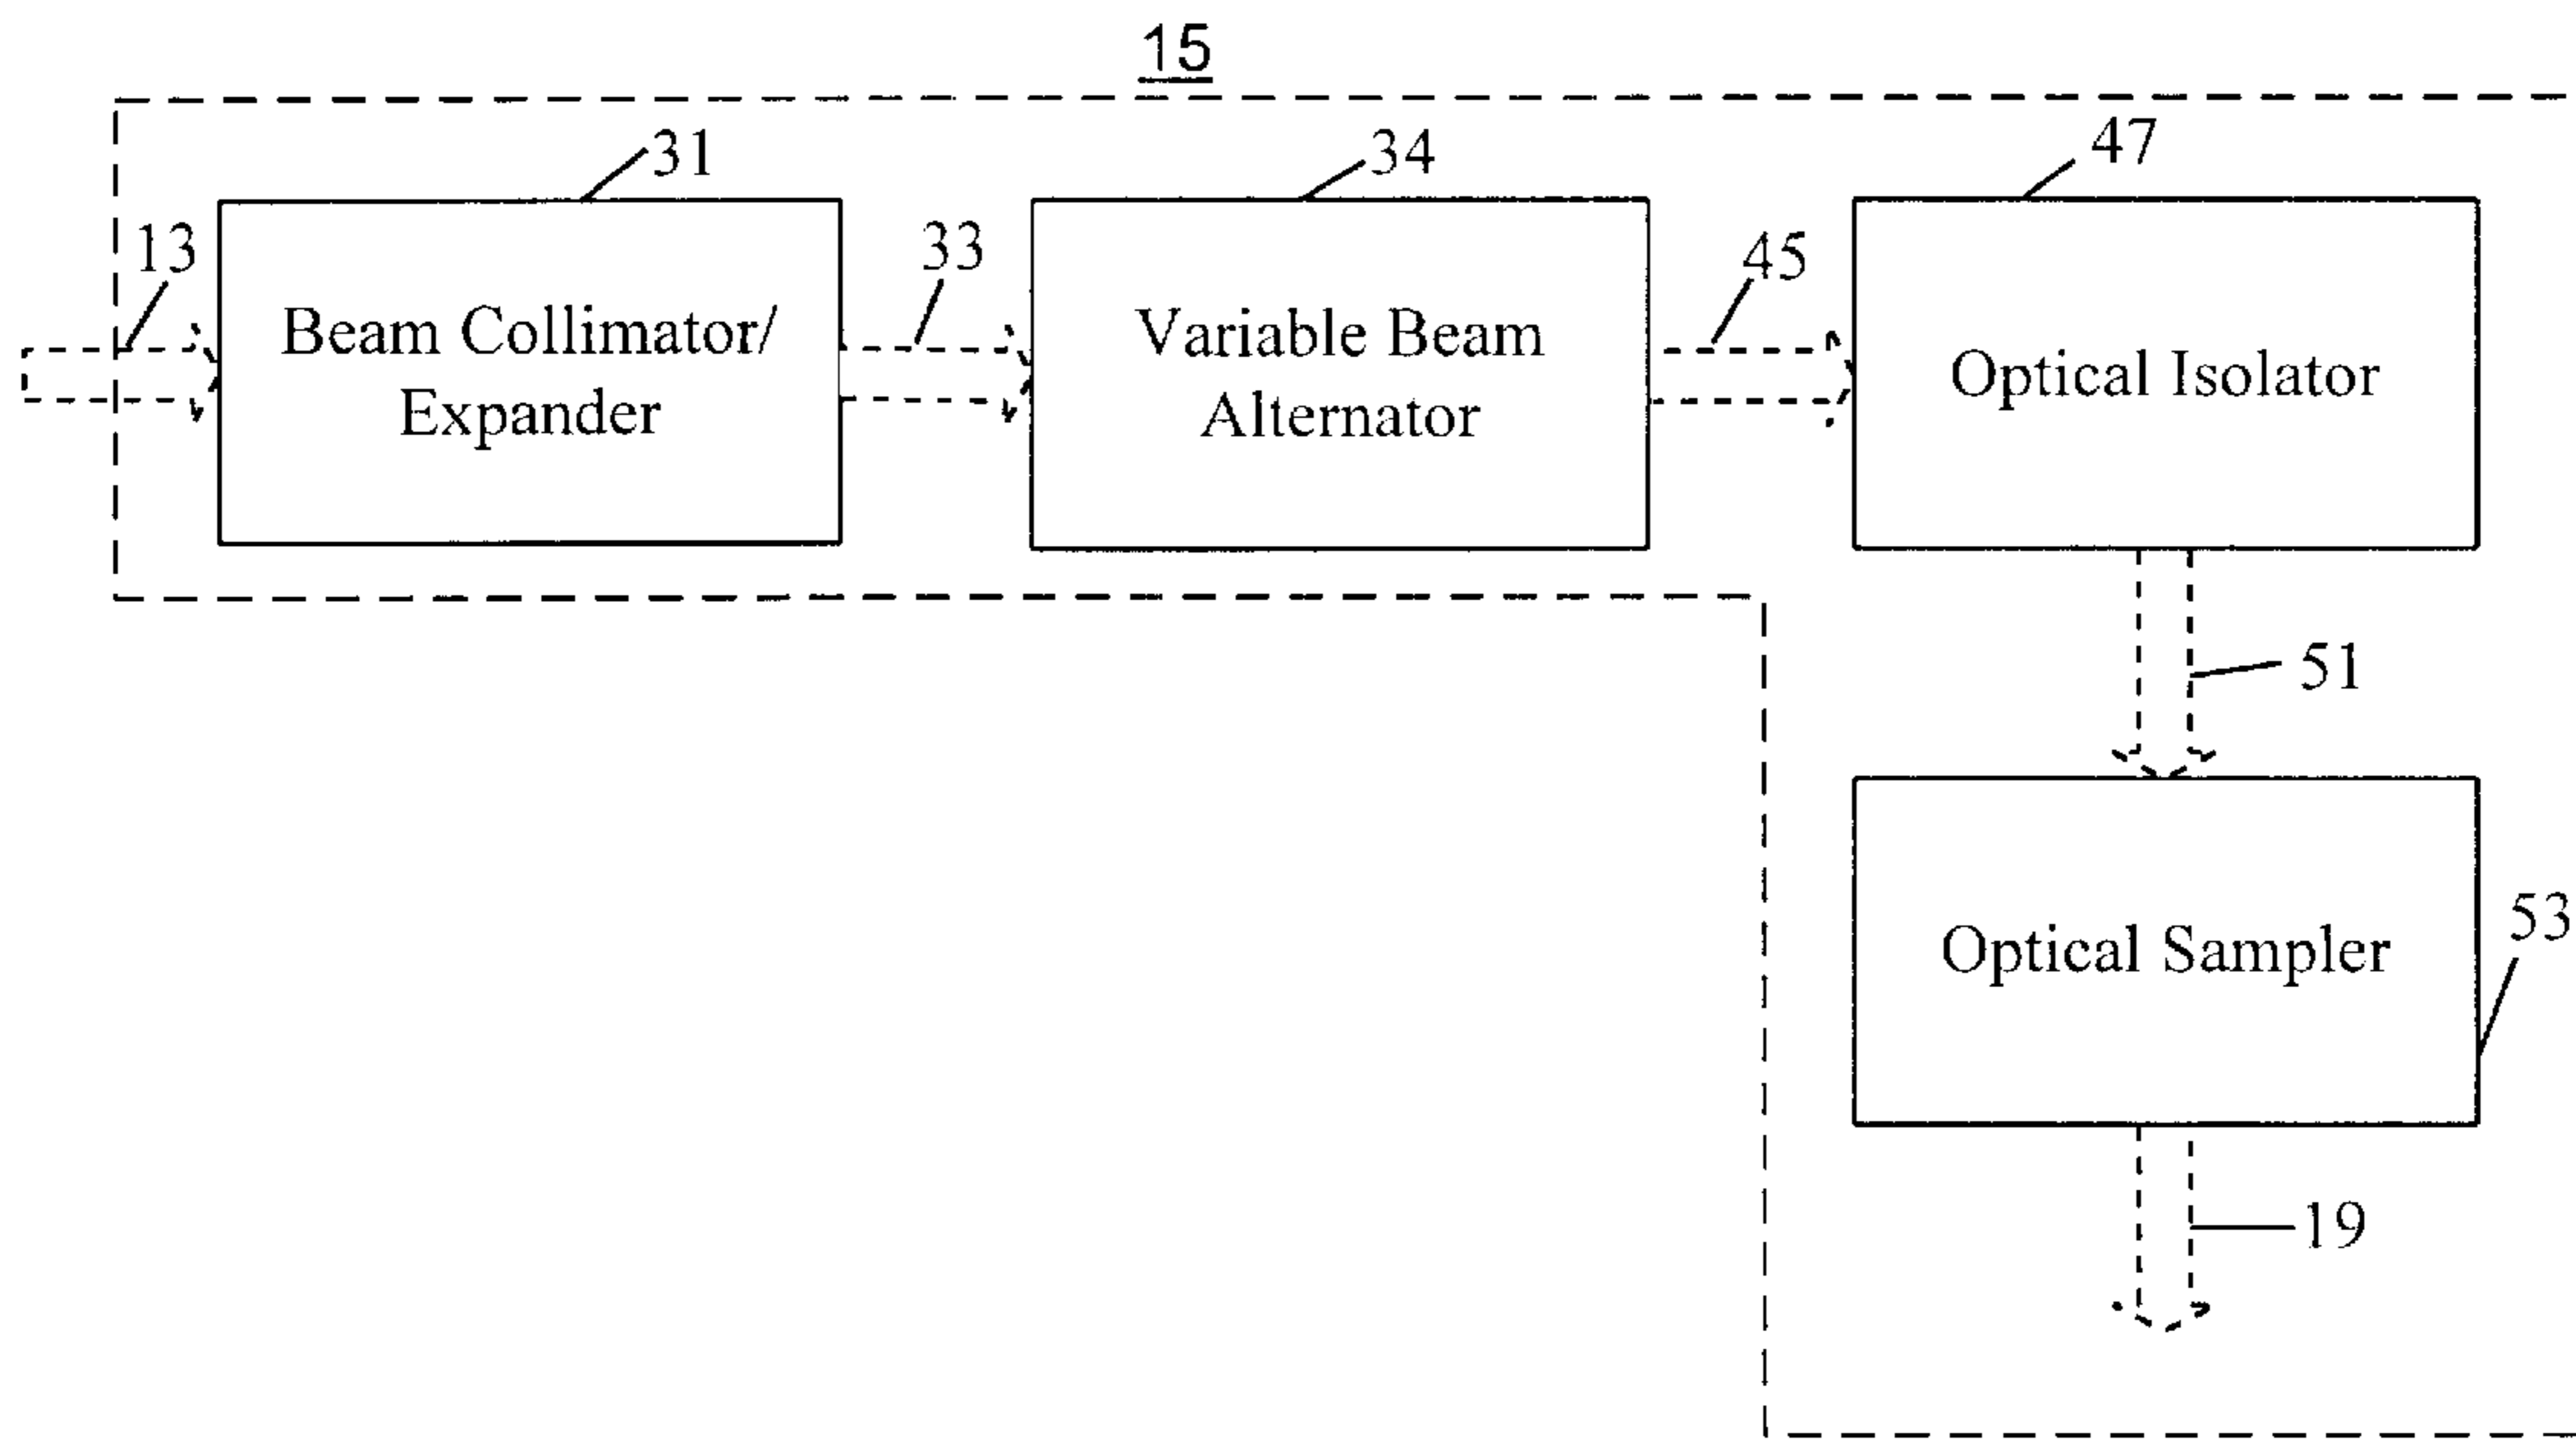 15
31
34
47
13
33
45
Beam Collimator/
Expander
Variable Beam
Alternator
Optical Isolator
51
53
Optical Sampler
19